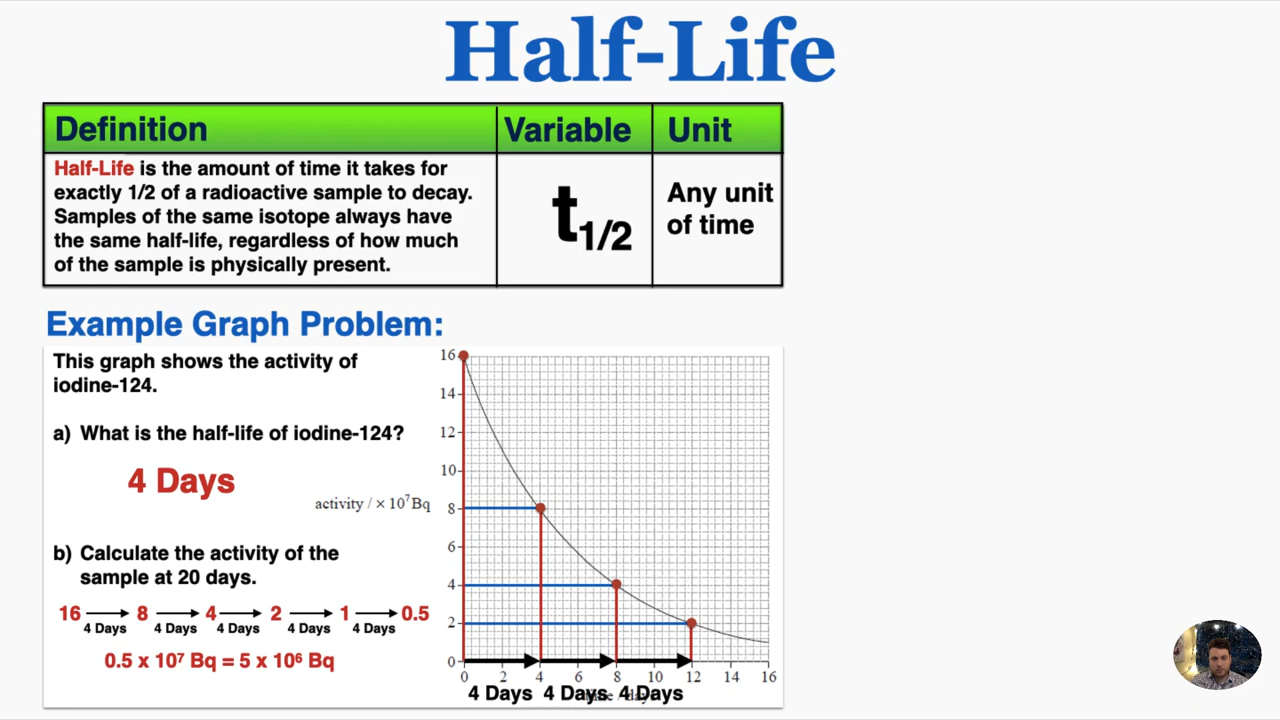 Half-Life
Definition
Variable
Unit
Half-Life is the amount of time it takes for
exactly 1/2 of a radioactive sample to decay.
Samples of the same isotope always have
the same half-life, regardless of how much
of the sample is physically present.
t1/2
Any unit
of time
Example Graph Problem:
This graph shows the activity of
iodine-124.
a) What is the half-life of iodine-124?
4 Days
b) Calculate the activity of the
sample at 20 days.
16 8 4 2 1 0.5
4 Days 4 Days 4 Days 4 Days 4 Days
0.5 x 10⁷ Bq = 5 x 10⁶ Bq
activity / × 10⁷ Bq
16
14
12
10
8
6
4
2
0
0 2 4 6 8 10 12 14 16
4 Days 4 Days 4 Days